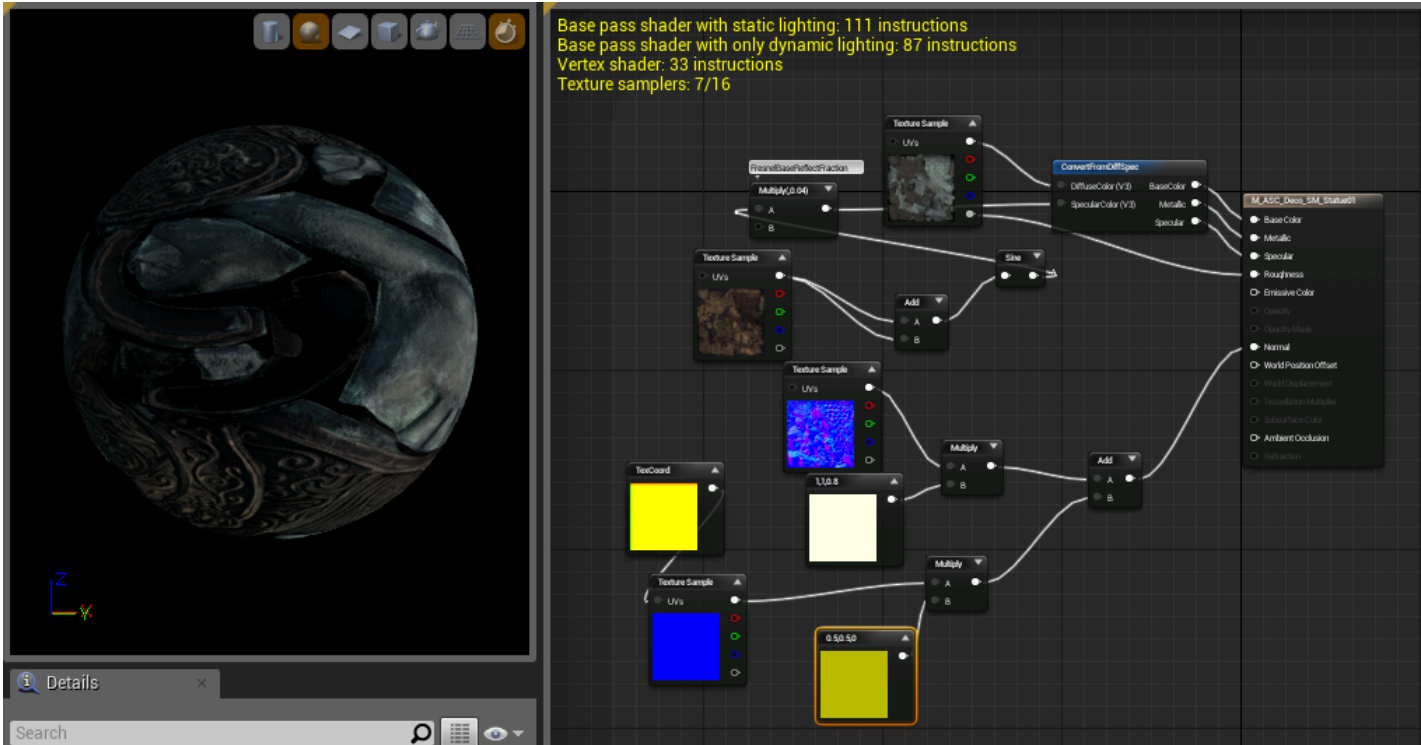 Base pass shader with static lighting: 111 instructions
Base pass shader with only dynamic lighting: 87 instructions
Vertex shader: 33 instructions
Texture samplers: 7/16
Texture Sample
UVs
FresnelBaseReflectFraction
Multiply(,0.04)
A
B
ConvertFromDiffSpec
DiffuseColor (V3) BaseColor
SpecularColor (V3) Metallic
Specular
M_ASC_Deco_SM_Statue01
Base Color
Metallic
Specular
Roughness
Emissive Color
Opacity
Opacity Mask
Normal
World Position Offset
World Displacement
Tessellation Multiplier
Subsurface Color
Ambient Occlusion
Refraction
Texture Sample
UVs
Sine
Add
A
B
Texture Sample
UVs
Multiply
A
B
Add
A
B
TexCoord
1,1,0.8
Texture Sample
UVs
Multiply
A
B
0.5,0.5,0
Z
Y
Details
Search